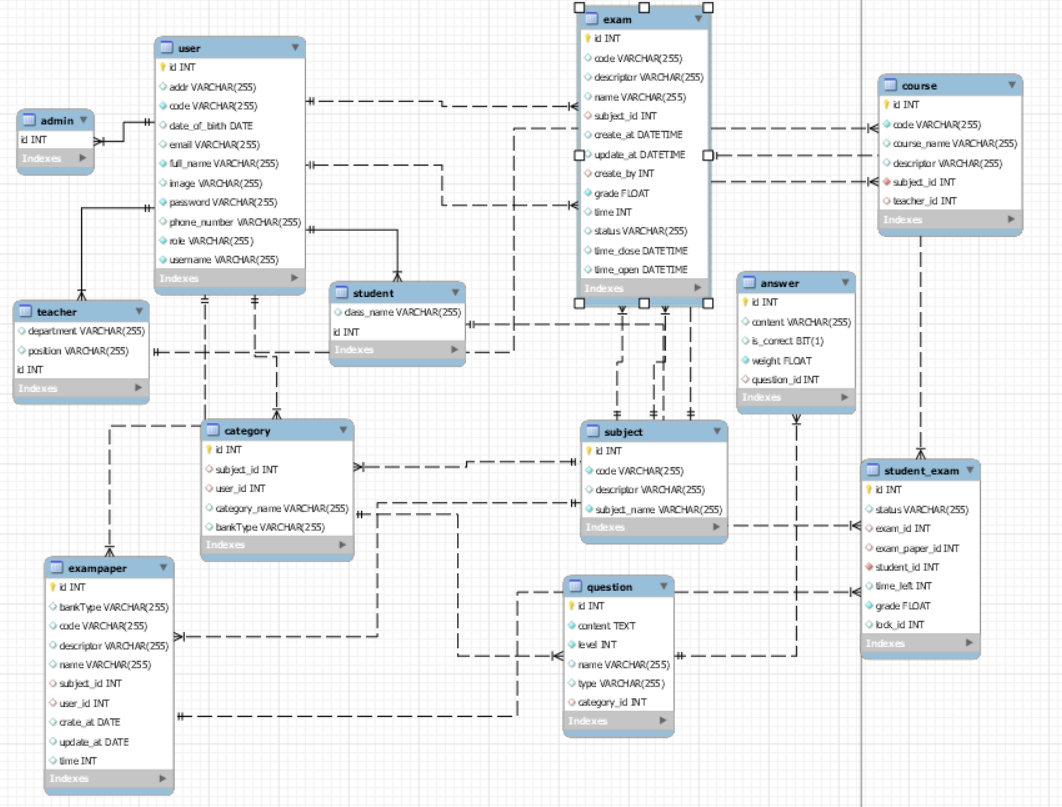 user
id INT
addr VARCHAR(255)
code VARCHAR(255)
date_of_birth DATE
email VARCHAR(255)
full_name VARCHAR(255)
image VARCHAR(255)
password VARCHAR(255)
phone_number VARCHAR(255)
role VARCHAR(255)
username VARCHAR(255)
Indexes
exam
id INT
code VARCHAR(255)
descriptor VARCHAR(255)
name VARCHAR(255)
subject_id INT
create_at DATETIME
update_at DATETIME
create_by INT
grade FLOAT
time INT
status VARCHAR(255)
time_close DATETIME
time_open DATETIME
Indexes
course
id INT
code VARCHAR(255)
course_name VARCHAR(255)
descriptor VARCHAR(255)
subject_id INT
teacher_id INT
Indexes
admin
id INT
Indexes
teacher
department VARCHAR(255)
position VARCHAR(255)
id INT
Indexes
student
class_name VARCHAR(255)
id INT
Indexes
answer
id INT
content VARCHAR(255)
is_correct BIT(1)
weight FLOAT
question_id INT
Indexes
category
id INT
subject_id INT
user_id INT
category_name VARCHAR(255)
bankType VARCHAR(255)
Indexes
subject
id INT
code VARCHAR(255)
descriptor VARCHAR(255)
subject_name VARCHAR(255)
Indexes
student_exam
id INT
status VARCHAR(255)
exam_id INT
exam_paper_id INT
student_id INT
time_left INT
grade FLOAT
lock_id INT
Indexes
exampaper
id INT
bankType VARCHAR(255)
code VARCHAR(255)
descriptor VARCHAR(255)
name VARCHAR(255)
subject_id INT
user_id INT
crate_at DATE
update_at DATE
time INT
Indexes
question
id INT
content TEXT
level INT
name VARCHAR(255)
type VARCHAR(255)
category_id INT
Indexes